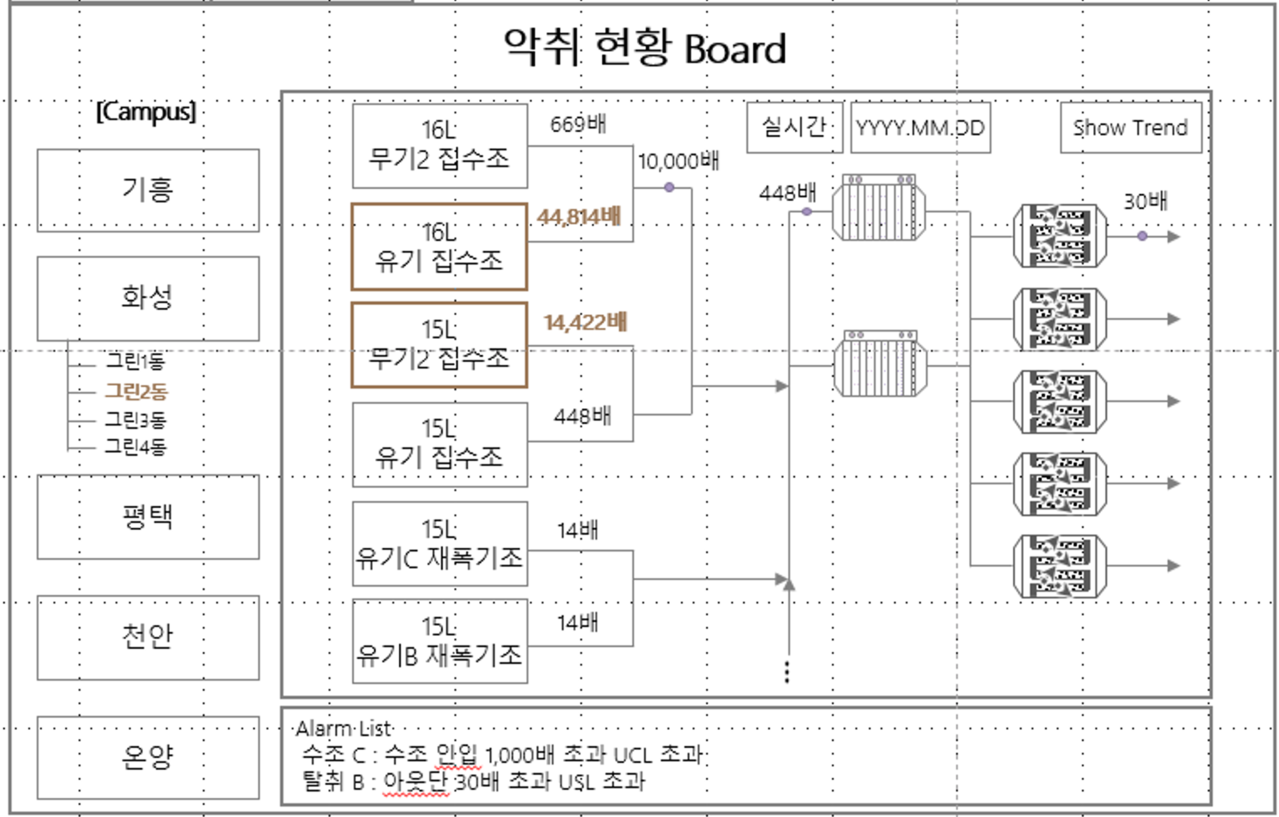 악취 현황 Board
[Campus]
기흥
화성
그린1동
그린2동
그린3동
그린4동
평택
천안
온양
16L
무기2 집수조
669배
16L
유기 집수조
44,814배
10,000배
15L
무기2 집수조
14,422배
15L
유기 집수조
448배
15L
유기C 재폭기조
14배
15L
유기B 재폭기조
14배
실시간
YYYY.MM.DD
Show Trend
448배
30배
Alarm List
수조 C : 수조 인입 1,000배 초과 UCL 초과
탈취 B : 아웃단 30배 초과 USL 초과